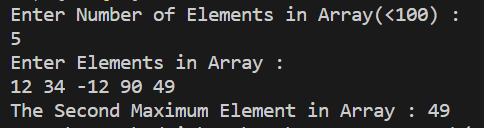 Enter Number of Elements in Array(<100) :
5
Enter Elements in Array :
12 34 -12 90 49
The Second Maximum Element in Array : 49